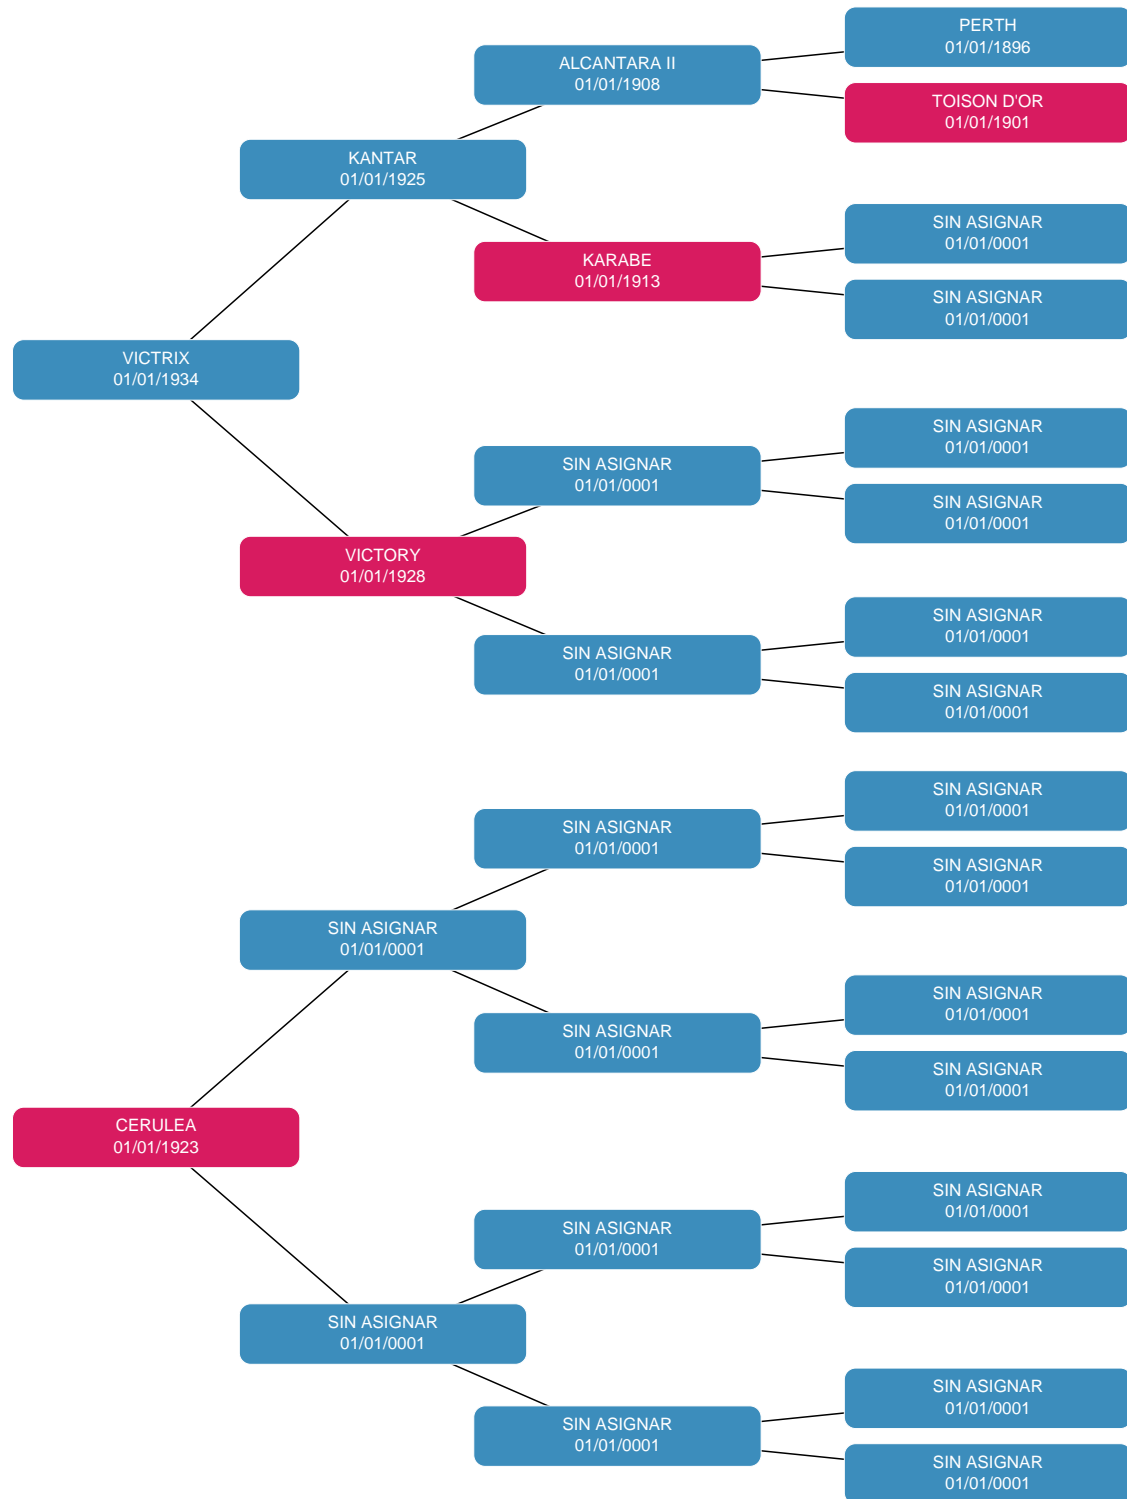 PERTH
01/01/1896
ALCANTARA II
01/01/1908
TOISON D'OR
01/01/1901
KANTAR
01/01/1925
SIN ASIGNAR
01/01/0001
KARABE
01/01/1913
SIN ASIGNAR
01/01/0001
VICTRIX
01/01/1934
SIN ASIGNAR
01/01/0001
SIN ASIGNAR
01/01/0001
SIN ASIGNAR
01/01/0001
VICTORY
01/01/1928
SIN ASIGNAR
01/01/0001
SIN ASIGNAR
01/01/0001
SIN ASIGNAR
01/01/0001
SIN ASIGNAR
01/01/0001
SIN ASIGNAR
01/01/0001
SIN ASIGNAR
01/01/0001
SIN ASIGNAR
01/01/0001
SIN ASIGNAR
01/01/0001
SIN ASIGNAR
01/01/0001
SIN ASIGNAR
01/01/0001
CERULEA
01/01/1923
SIN ASIGNAR
01/01/0001
SIN ASIGNAR
01/01/0001
SIN ASIGNAR
01/01/0001
SIN ASIGNAR
01/01/0001
SIN ASIGNAR
01/01/0001
SIN ASIGNAR
01/01/0001
SIN ASIGNAR
01/01/0001